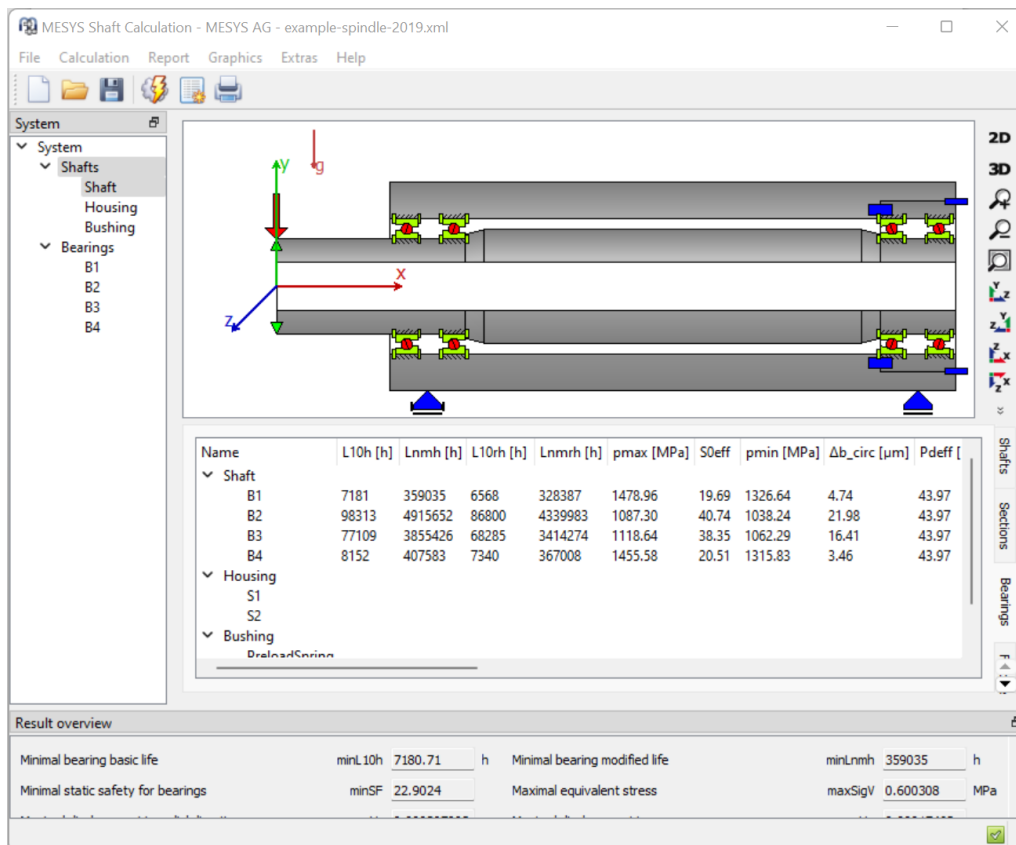 MESYS Shaft Calculation - MESYS AG - example-spindle-2019.xml
File Calculation Report Graphics Extras Help
System
System
Shafts
Shaft
Housing
Bushing
Bearings
B1
B2
B3
B4
y
g
x
z
2D
3D
Y z
z Y
Z x
z x
Name L10h [h] Lnmh [h] L10rh [h] Lnmrh [h] pmax [MPa] S0eff pmin [MPa] Δb_circ [µm] Pdeff [
Shaft
B1 7181 359035 6568 328387 1478.96 19.69 1326.64 4.74 43.97
B2 98313 4915652 86800 4339983 1087.30 40.74 1038.24 21.98 43.97
B3 77109 3855426 68285 3414274 1118.64 38.35 1062.29 16.41 43.97
B4 8152 407583 7340 367008 1455.58 20.51 1315.83 3.46 43.97
Housing
S1
S2
Bushing
PreloadSpring
Shafts
Sections
Bearings
Result overview
Minimal bearing basic life minL10h 7180.71 h Minimal bearing modified life minLnmh 359035 h
Minimal static safety for bearings minSF 22.9024 Maximal equivalent stress maxSigV 0.600308 MPa